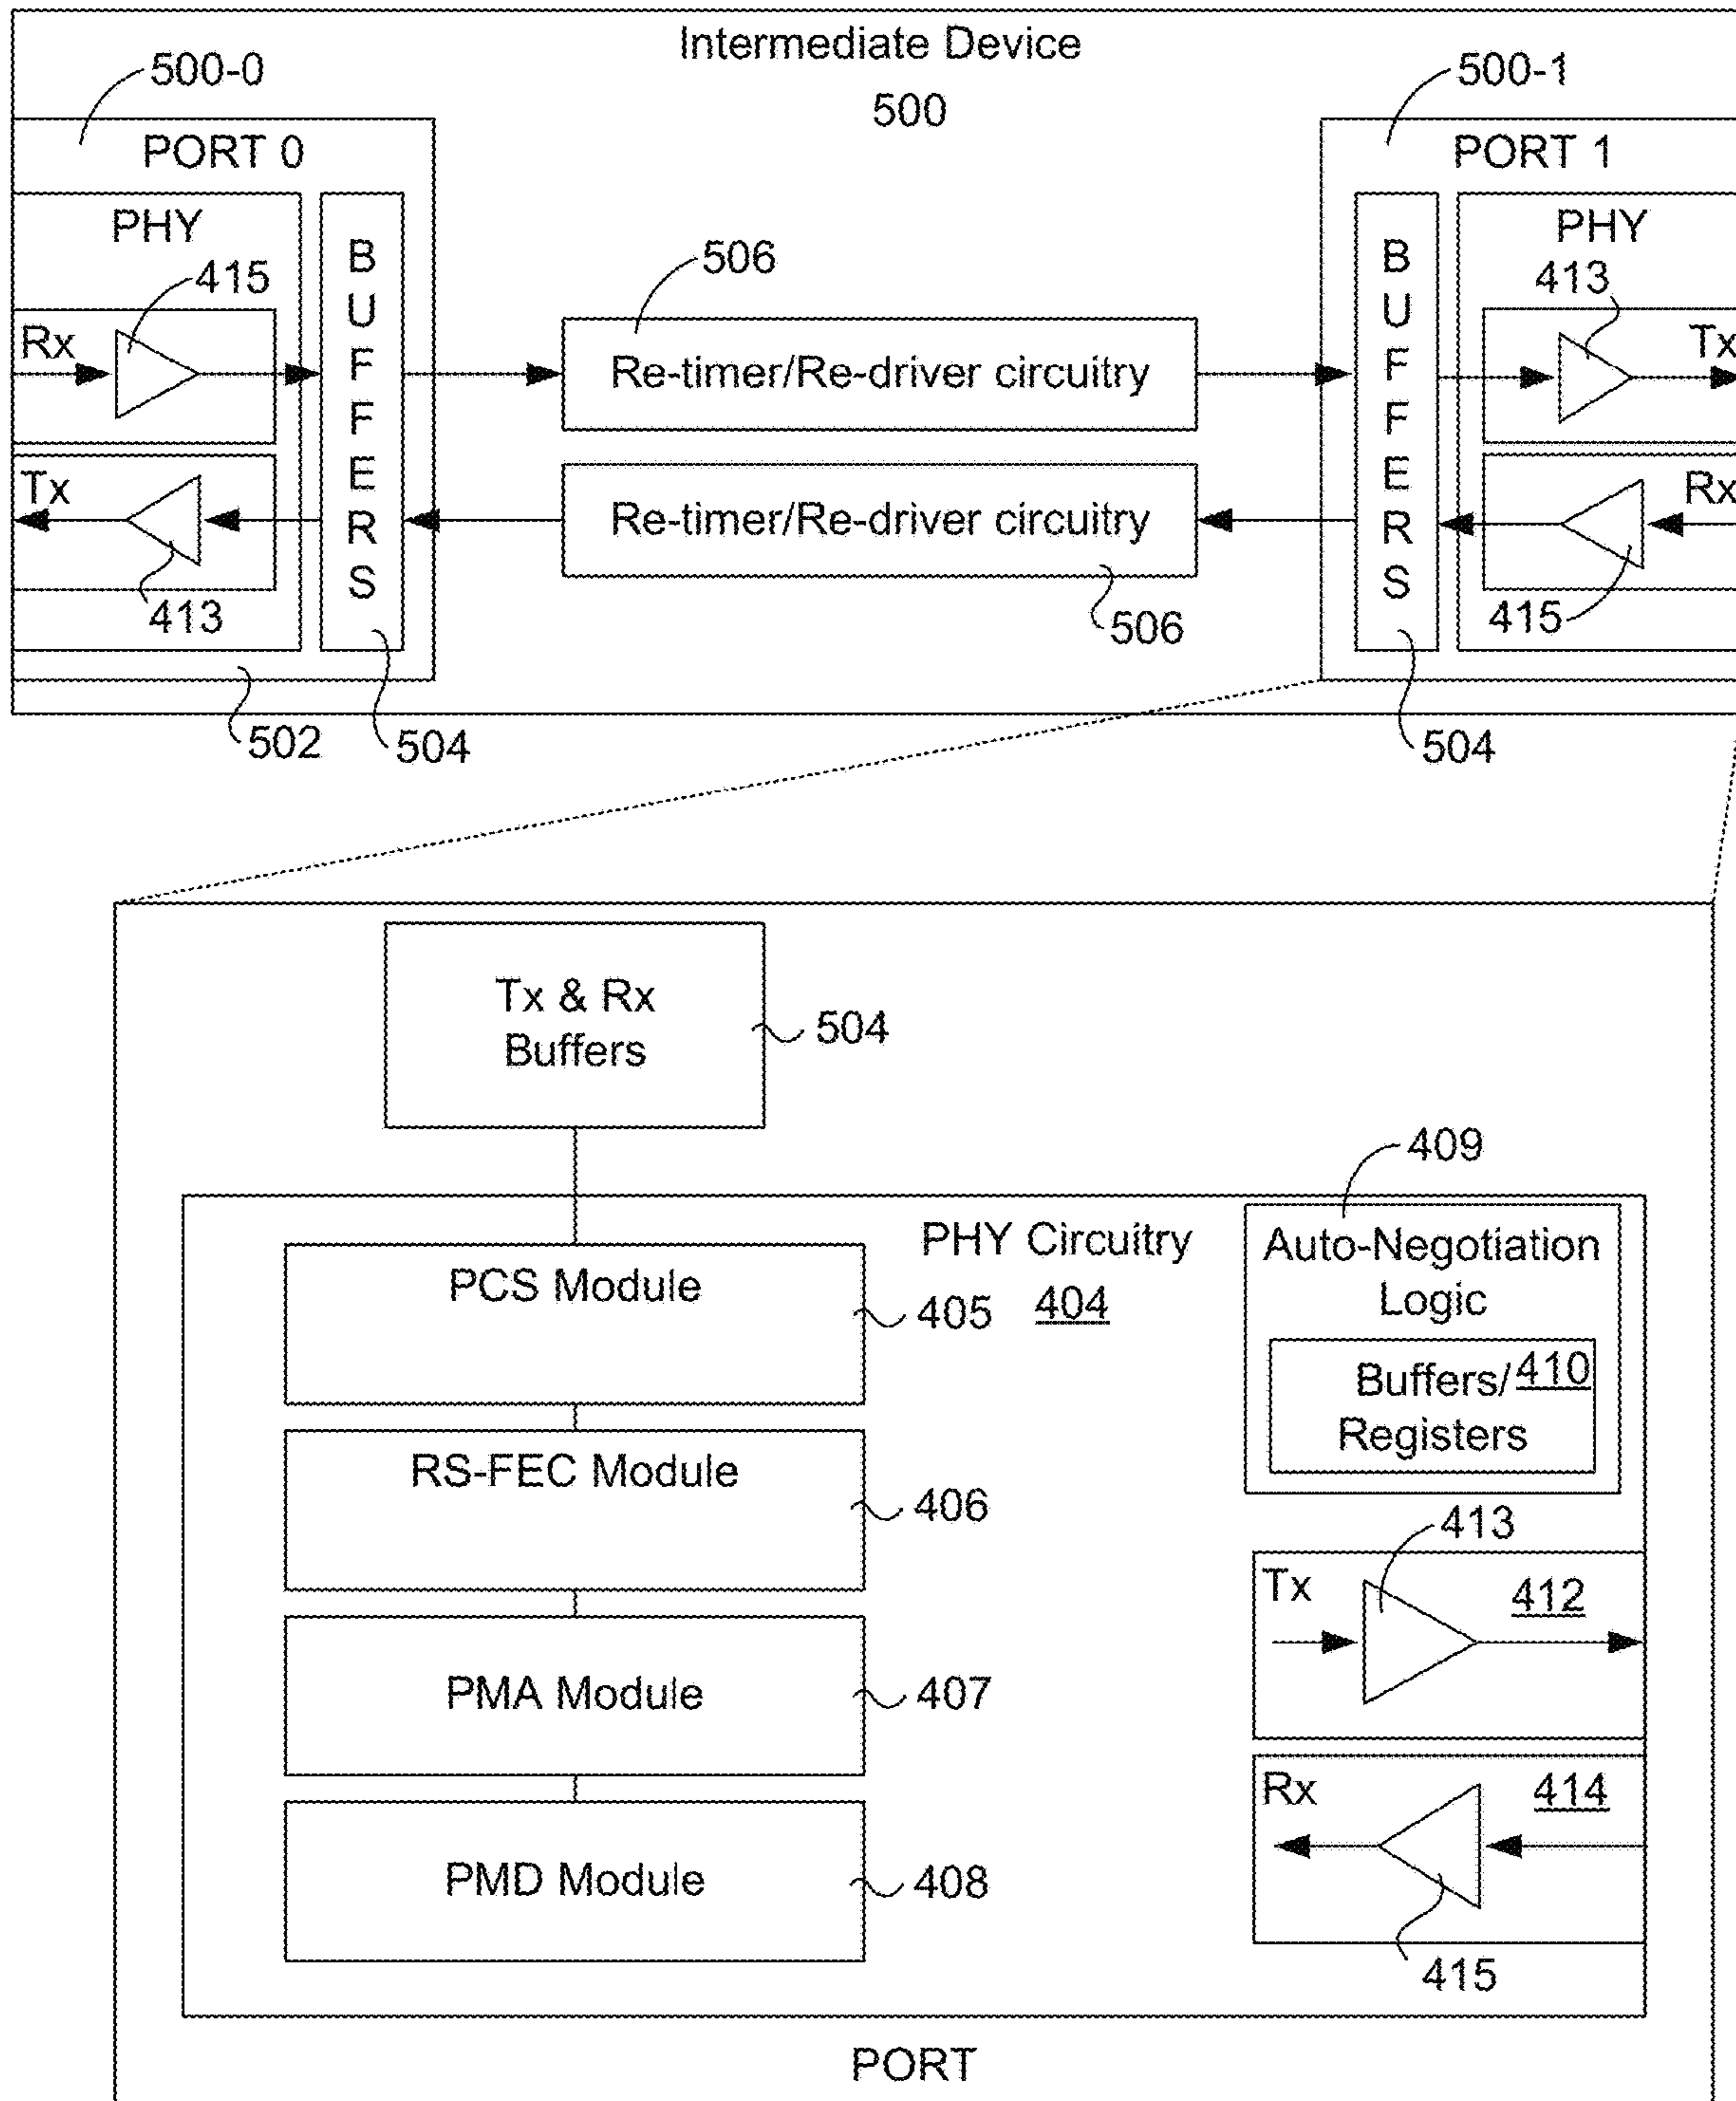 Intermediate Device
500
500-0
500-1
PORT 0
PORT 1
PHY
PHY
415
413
506
Rx
BUFFERS
Re-timer/Re-driver circuitry
BUFFERS
Tx
Tx
Re-timer/Re-driver circuitry
Rx
413
506
415
502
504
504
Tx & Rx
Buffers
504
409
PHY Circuitry
404
Auto-Negotiation
Logic
PCS Module
405
Buffers/
410
Registers
RS-FEC Module
406
413
Tx
412
PMA Module
407
Rx
414
PMD Module
408
415
PORT